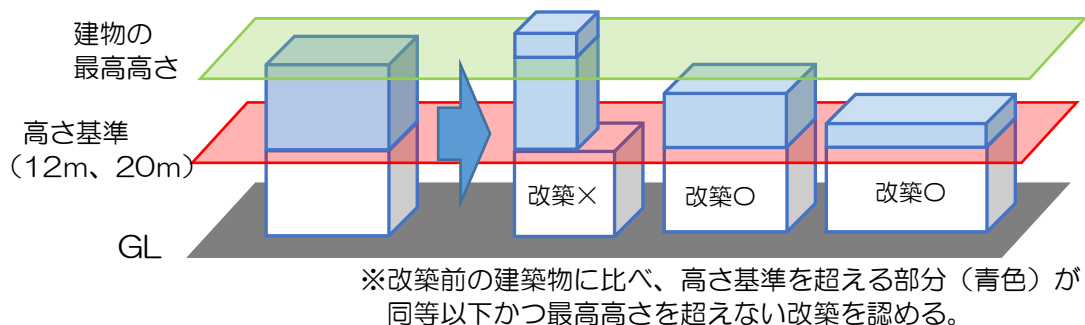 建物の
最高高さ
高さ基準
（12m、20m）
改築×
改築〇
改築〇
GL
※改築前の建築物に比べ、高さ基準を超える部分（青色）が
同等以下かつ最高高さを超えない改築を認める。